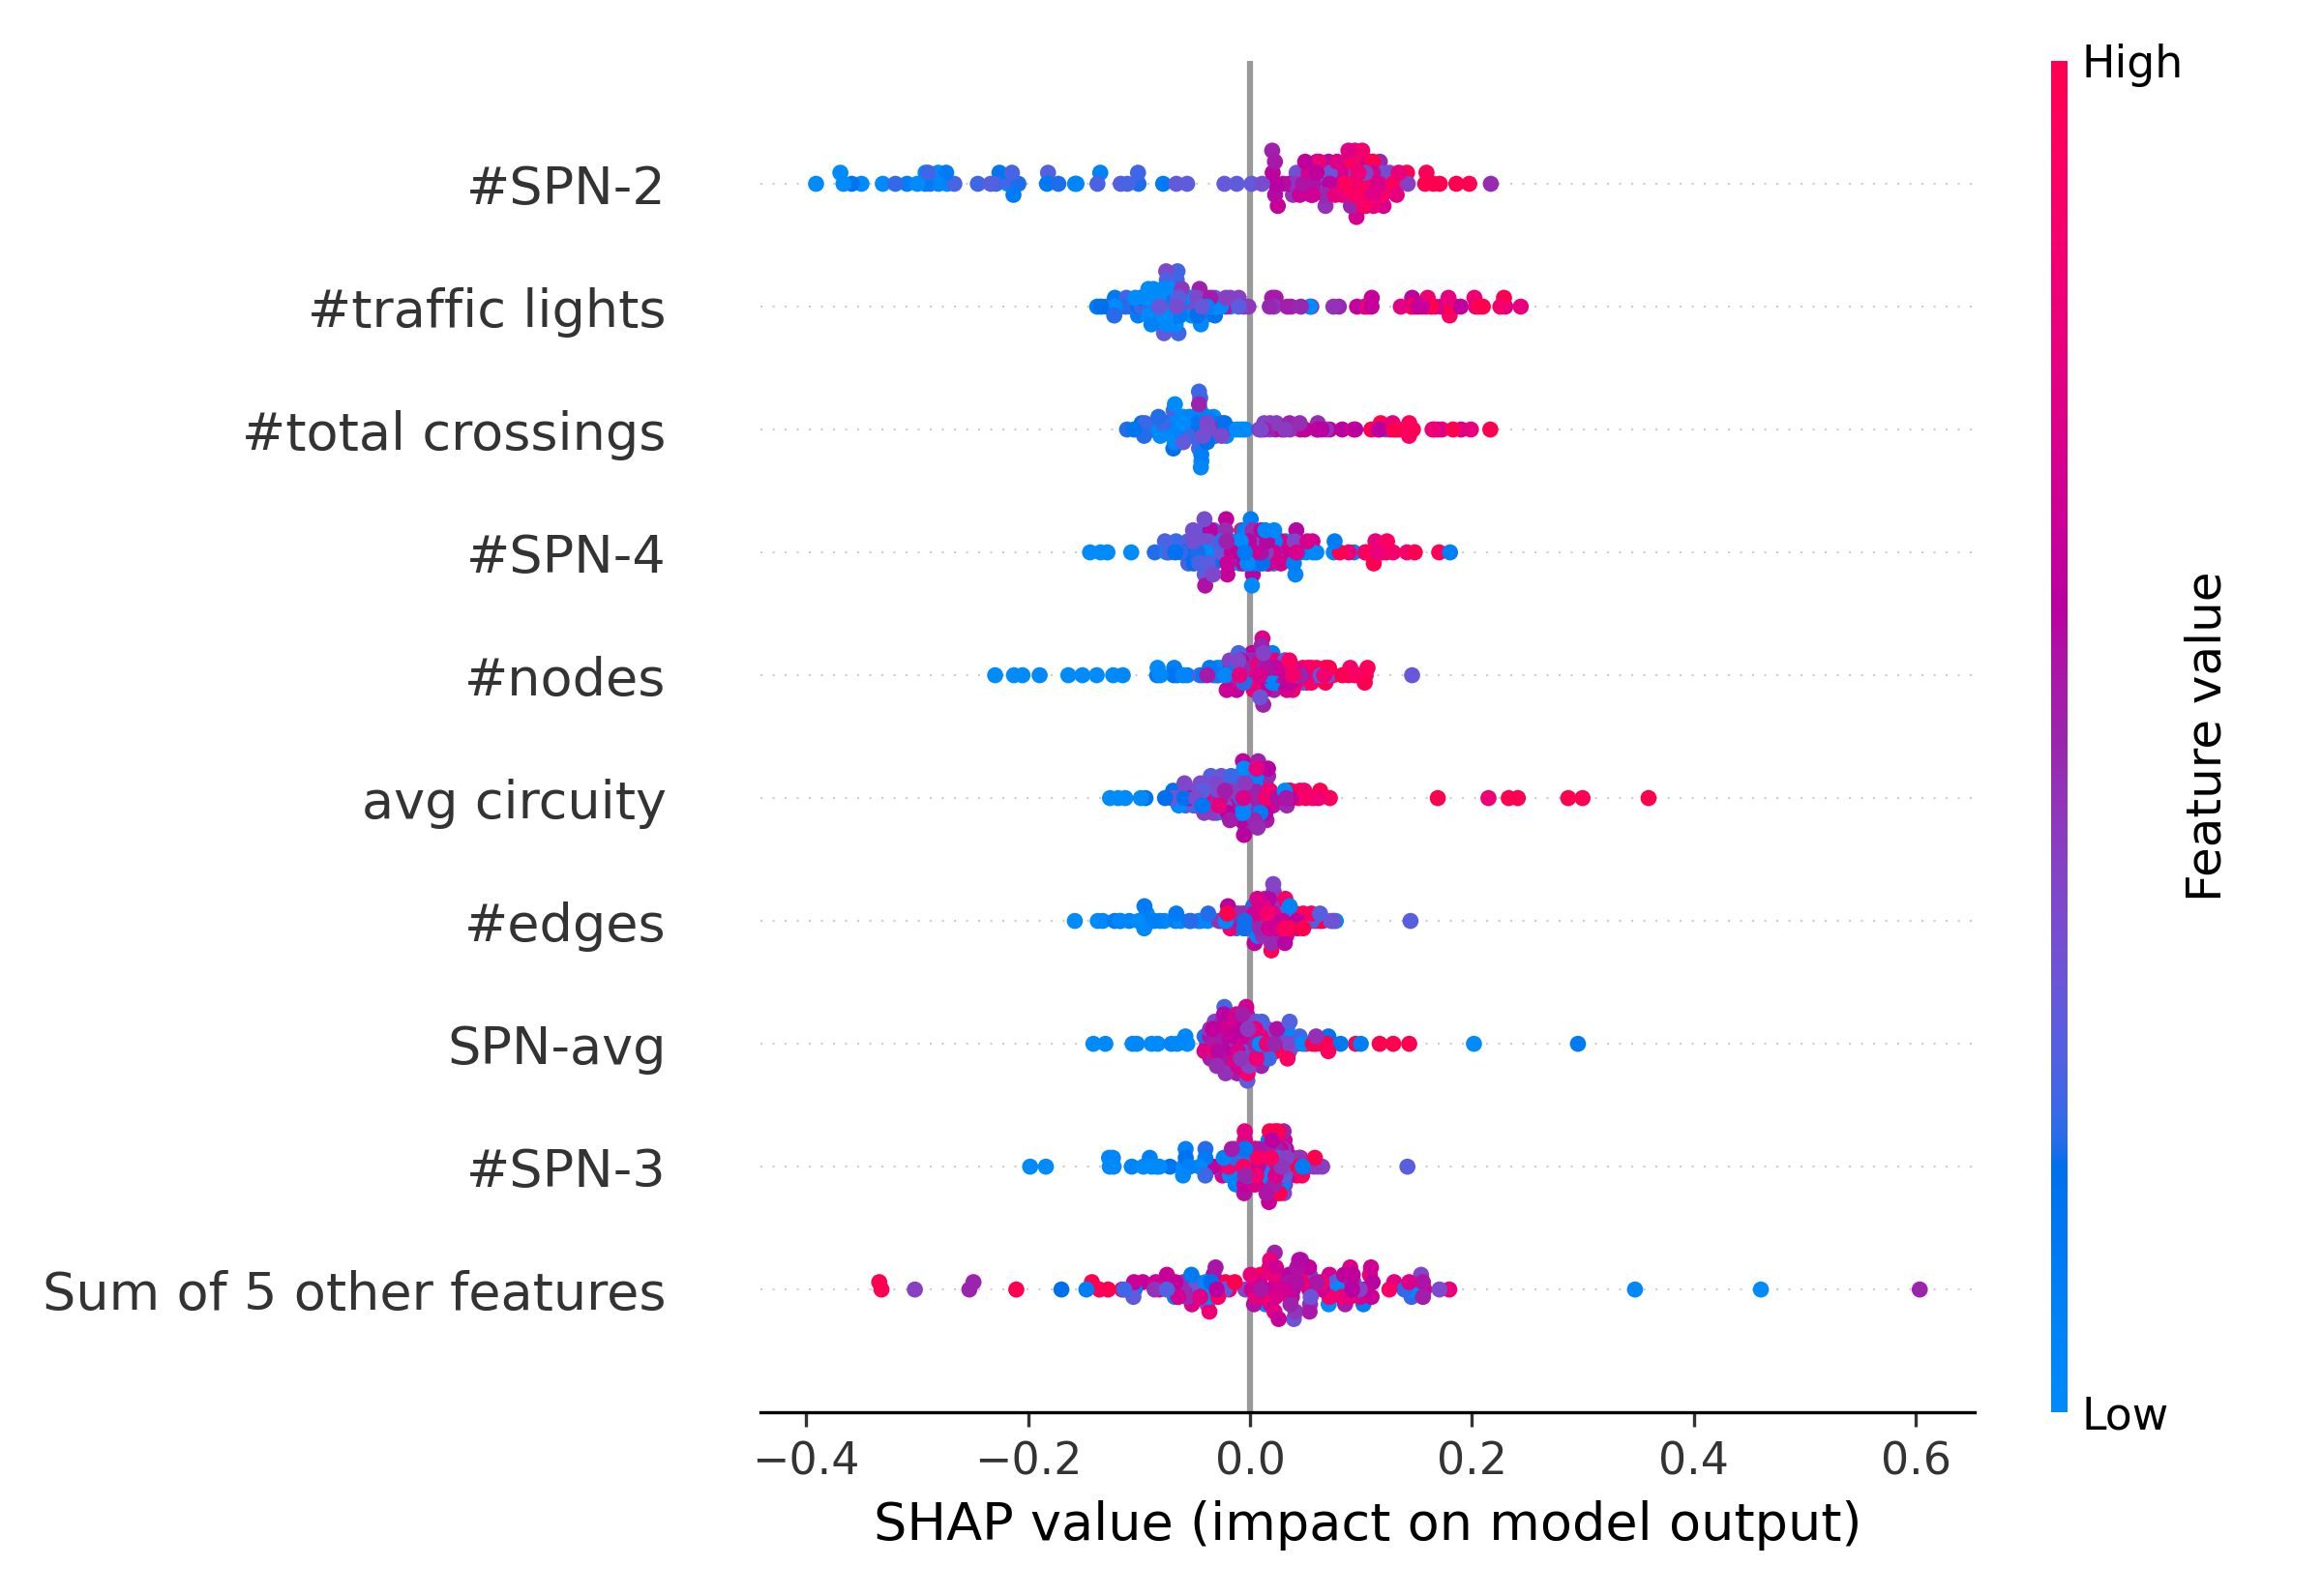 High
#SPN-2
#traffic lights
#total crossings
#SPN-4
#nodes
avg circuity
#edges
SPN-avg
#SPN-3
Sum of 5 other features
Feature value
Low
−0.4 −0.2 0.0 0.2 0.4 0.6
SHAP value (impact on model output)